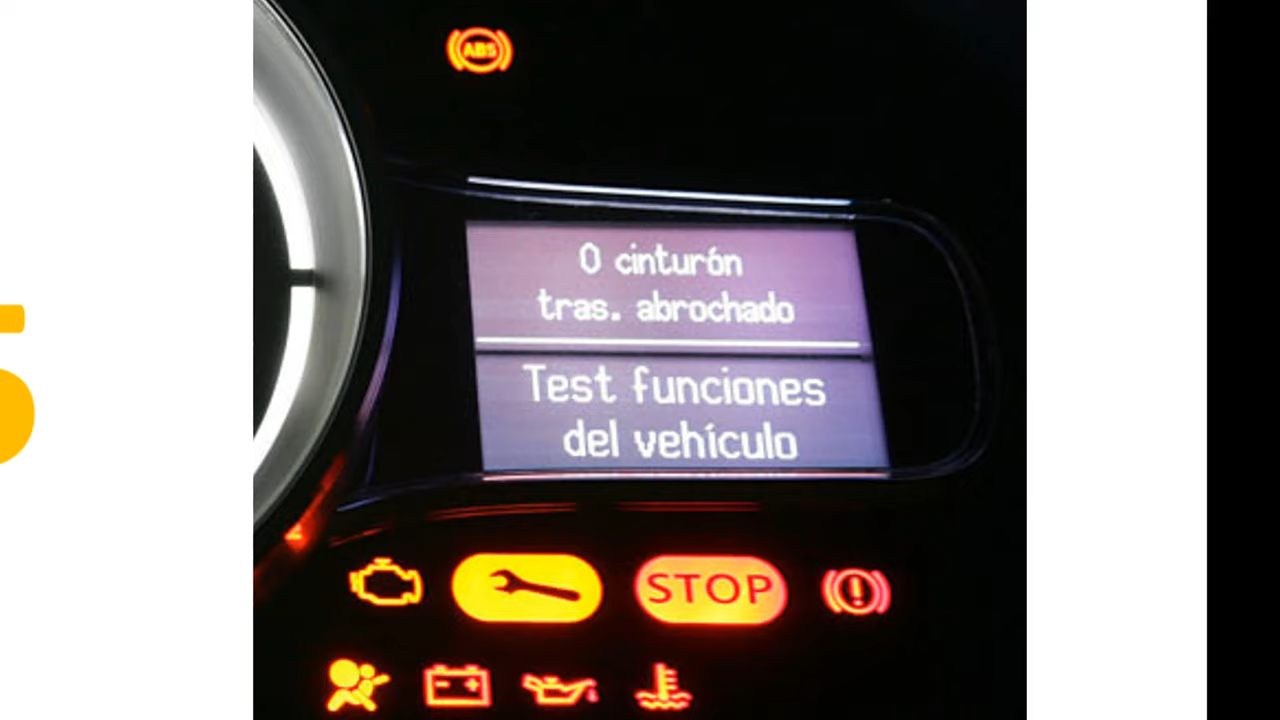 ABS
0 cinturón
tras. abrochado
Test funciones
del vehículo
STOP